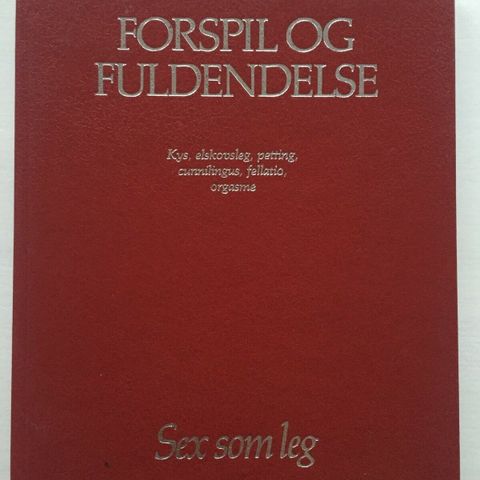 FORSPIL OG
FULDENDELSE
Kys, elskovsleg, petting,
cunnilingus, fellatio,
orgasme
Sex som leg